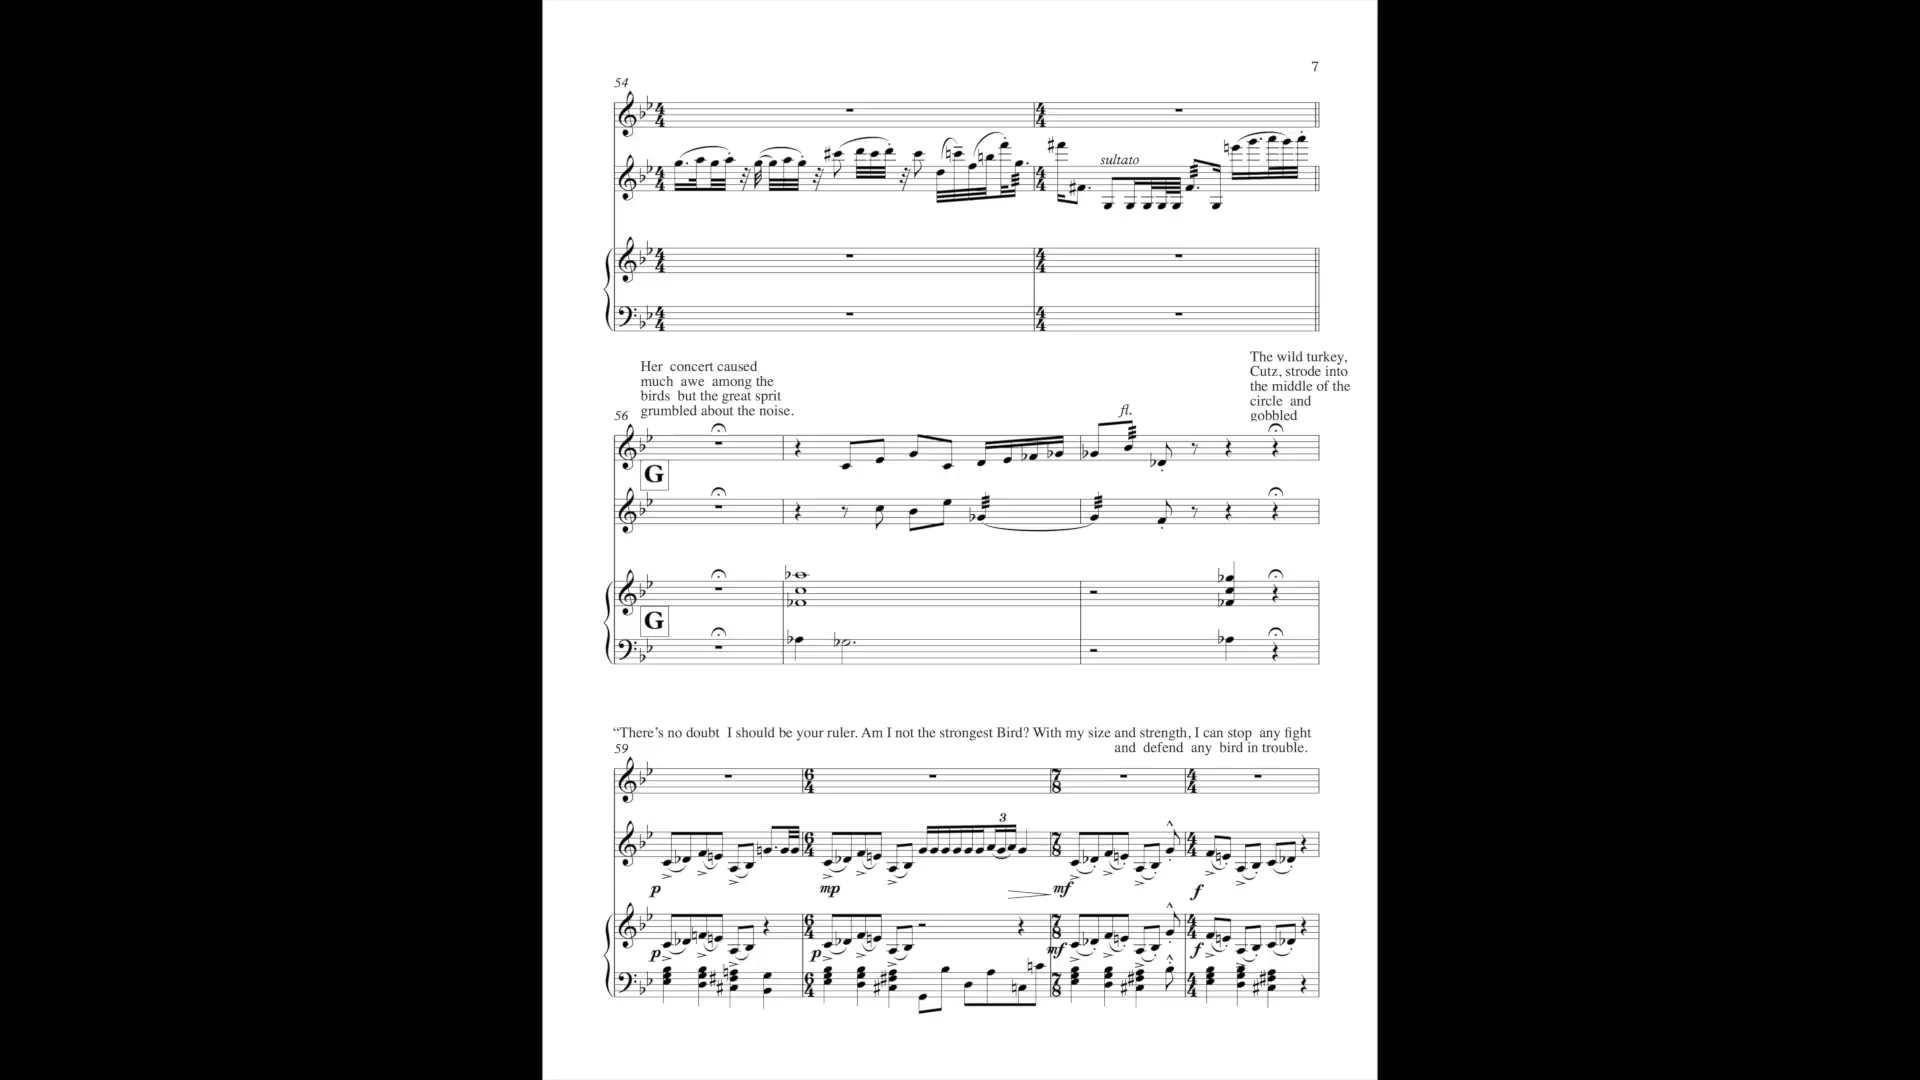 7
54
sultato
Her concert caused
much awe among the
birds but the great sprit
grumbled about the noise.
The wild turkey,
Cutz, strode into
the middle of the
circle and
gobbled
56
fl.
G
G
“There’s no doubt I should be your ruler. Am I not the strongest Bird? With my size and strength, I can stop any fight
and defend any bird in trouble.
59
3
p mp mf f
p p mf f